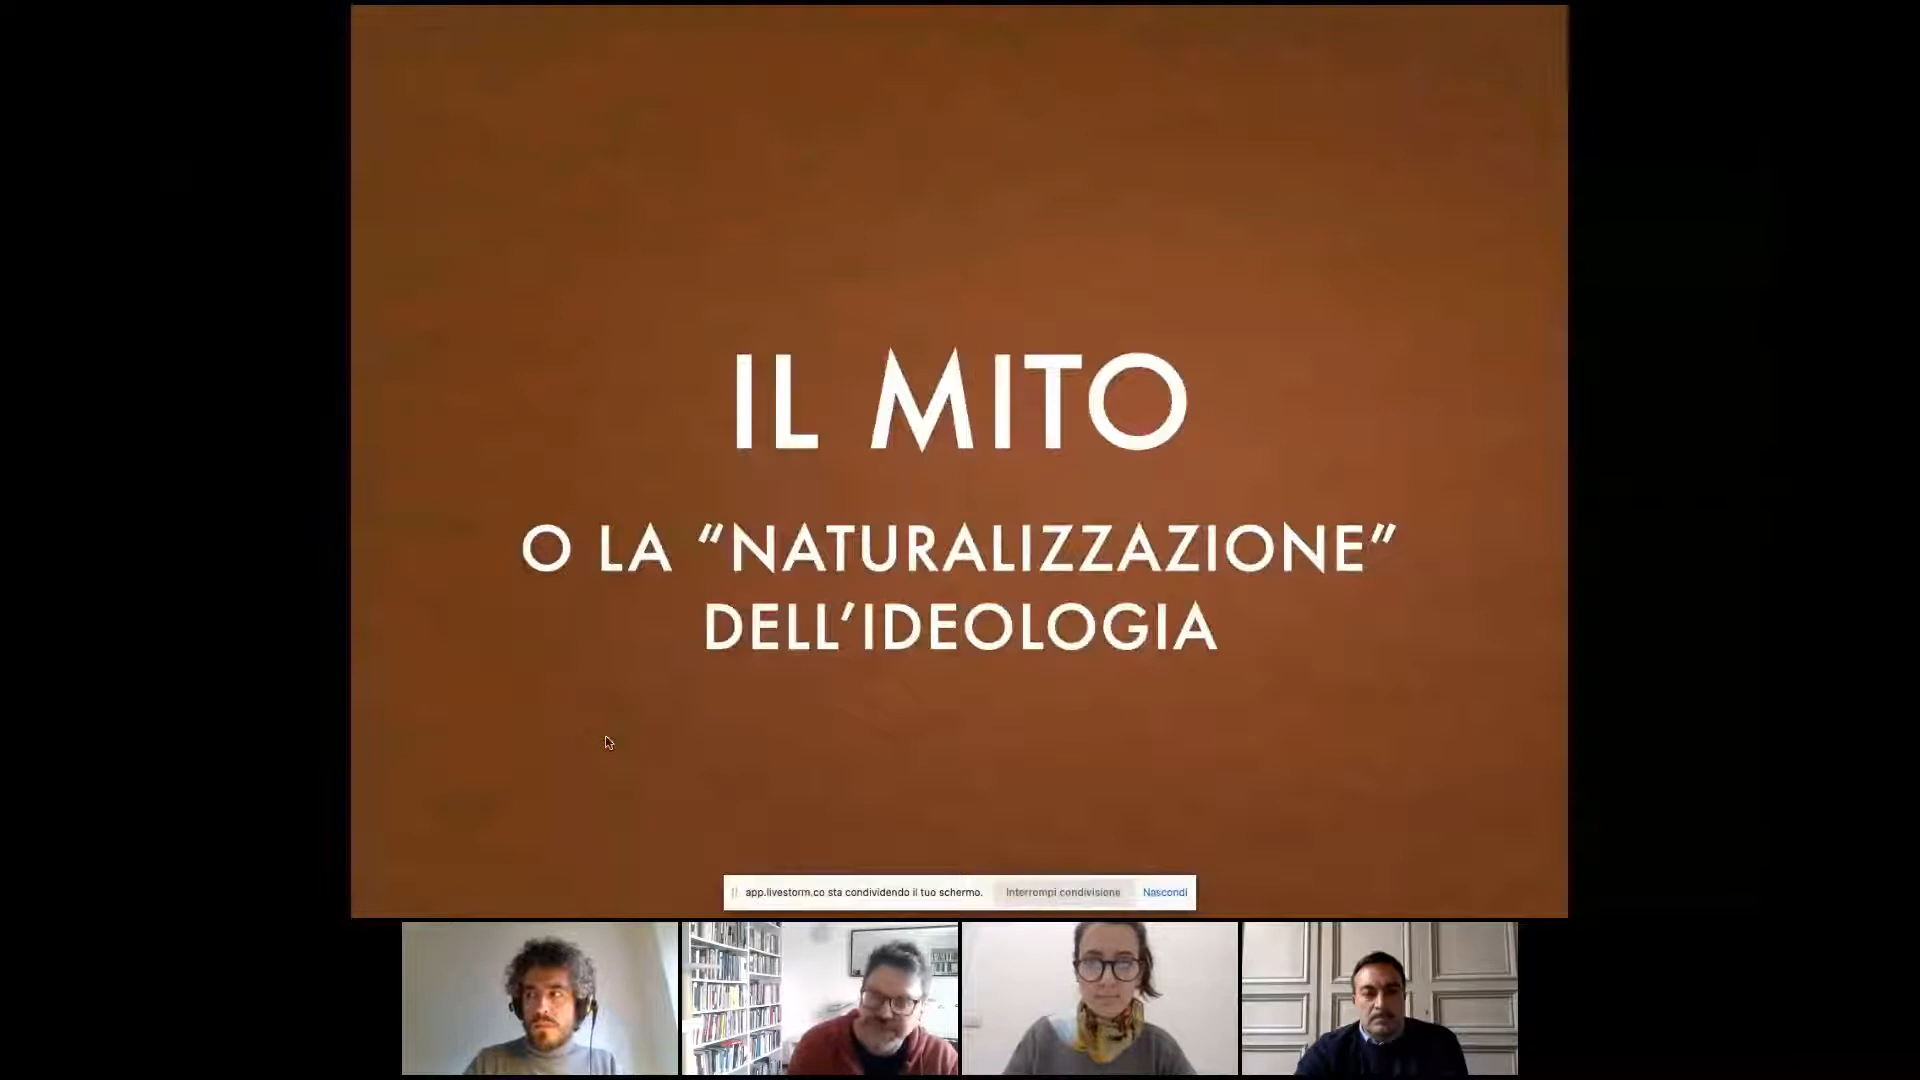 IL MITO
O LA “NATURALIZZAZIONE”
DELL’IDEOLOGIA
app.livestorm.co sta condividendo il tuo schermo. Interrompi condivisione Nascondi